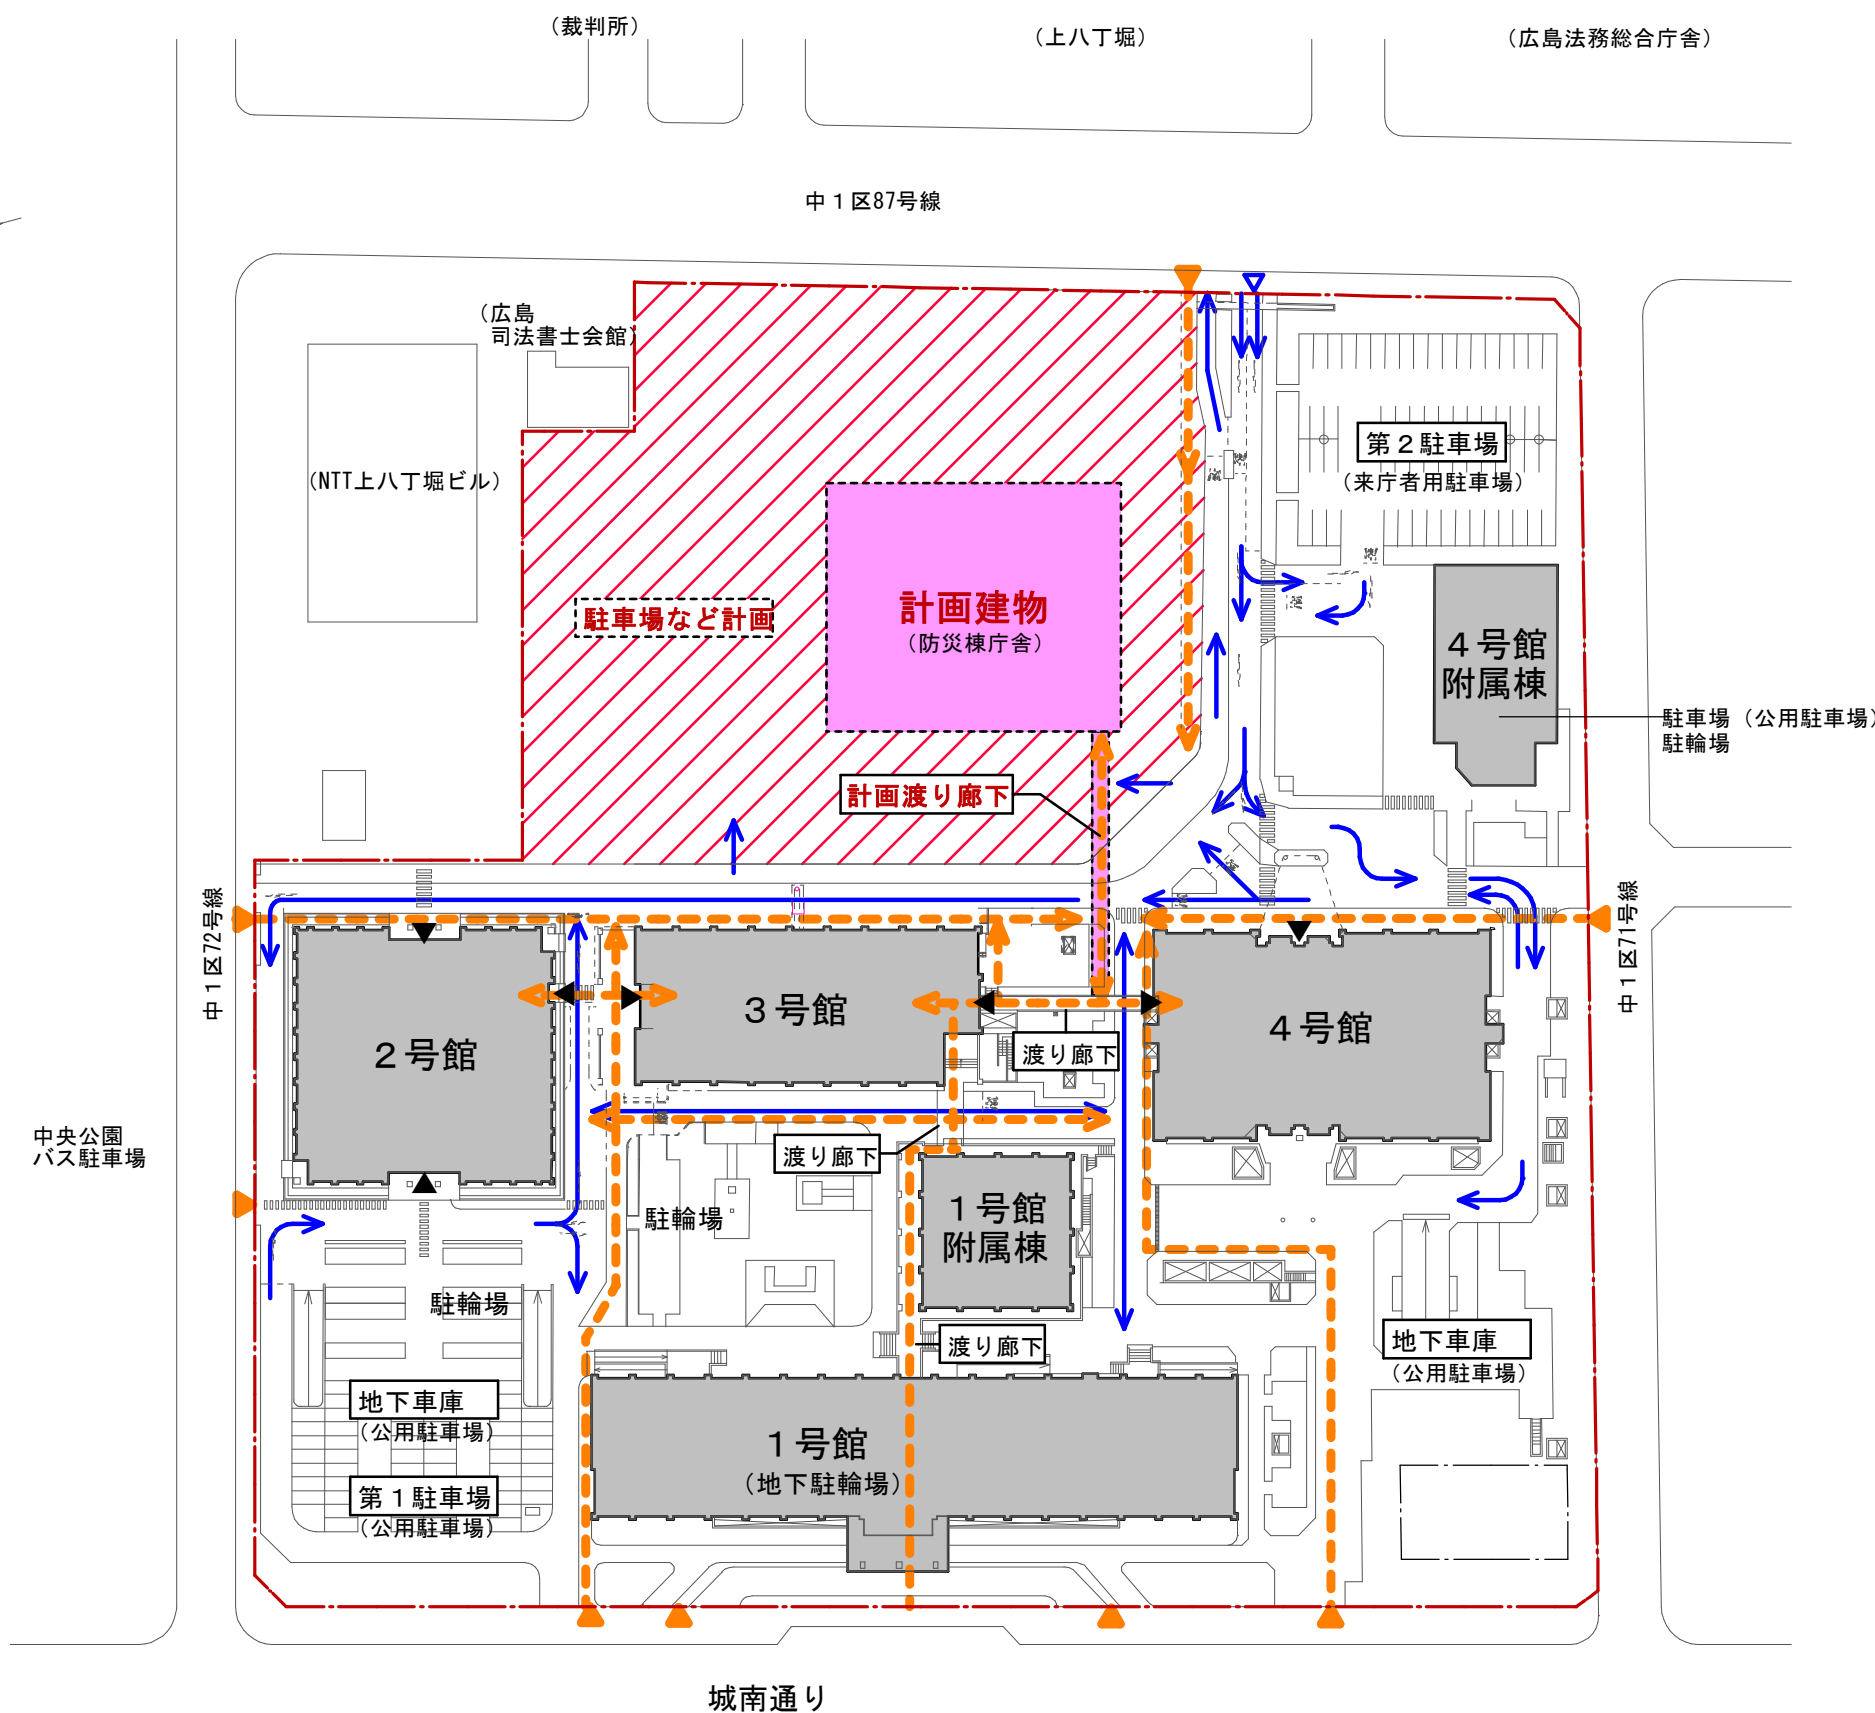 （裁判所）
（上八丁堀）
（広島法務総合庁舎）
中１区87号線
（広島
司法書士会館）
（NTT上八丁堀ビル）
第２駐車場
（来庁者用駐車場）
駐車場など計画
計画建物
（防災棟庁舎）
４号館
附属棟
駐車場（公用駐車場）
駐輪場
計画渡り廊下
中１区72号線
中１区71号線
２号館
３号館
４号館
渡り廊下
中央公園
バス駐車場
渡り廊下
駐輪場
１号館
附属棟
駐輪場
渡り廊下
地下車庫
（公用駐車場）
地下車庫
（公用駐車場）
第１駐車場
（公用駐車場）
１号館
（地下駐輪場）
城南通り